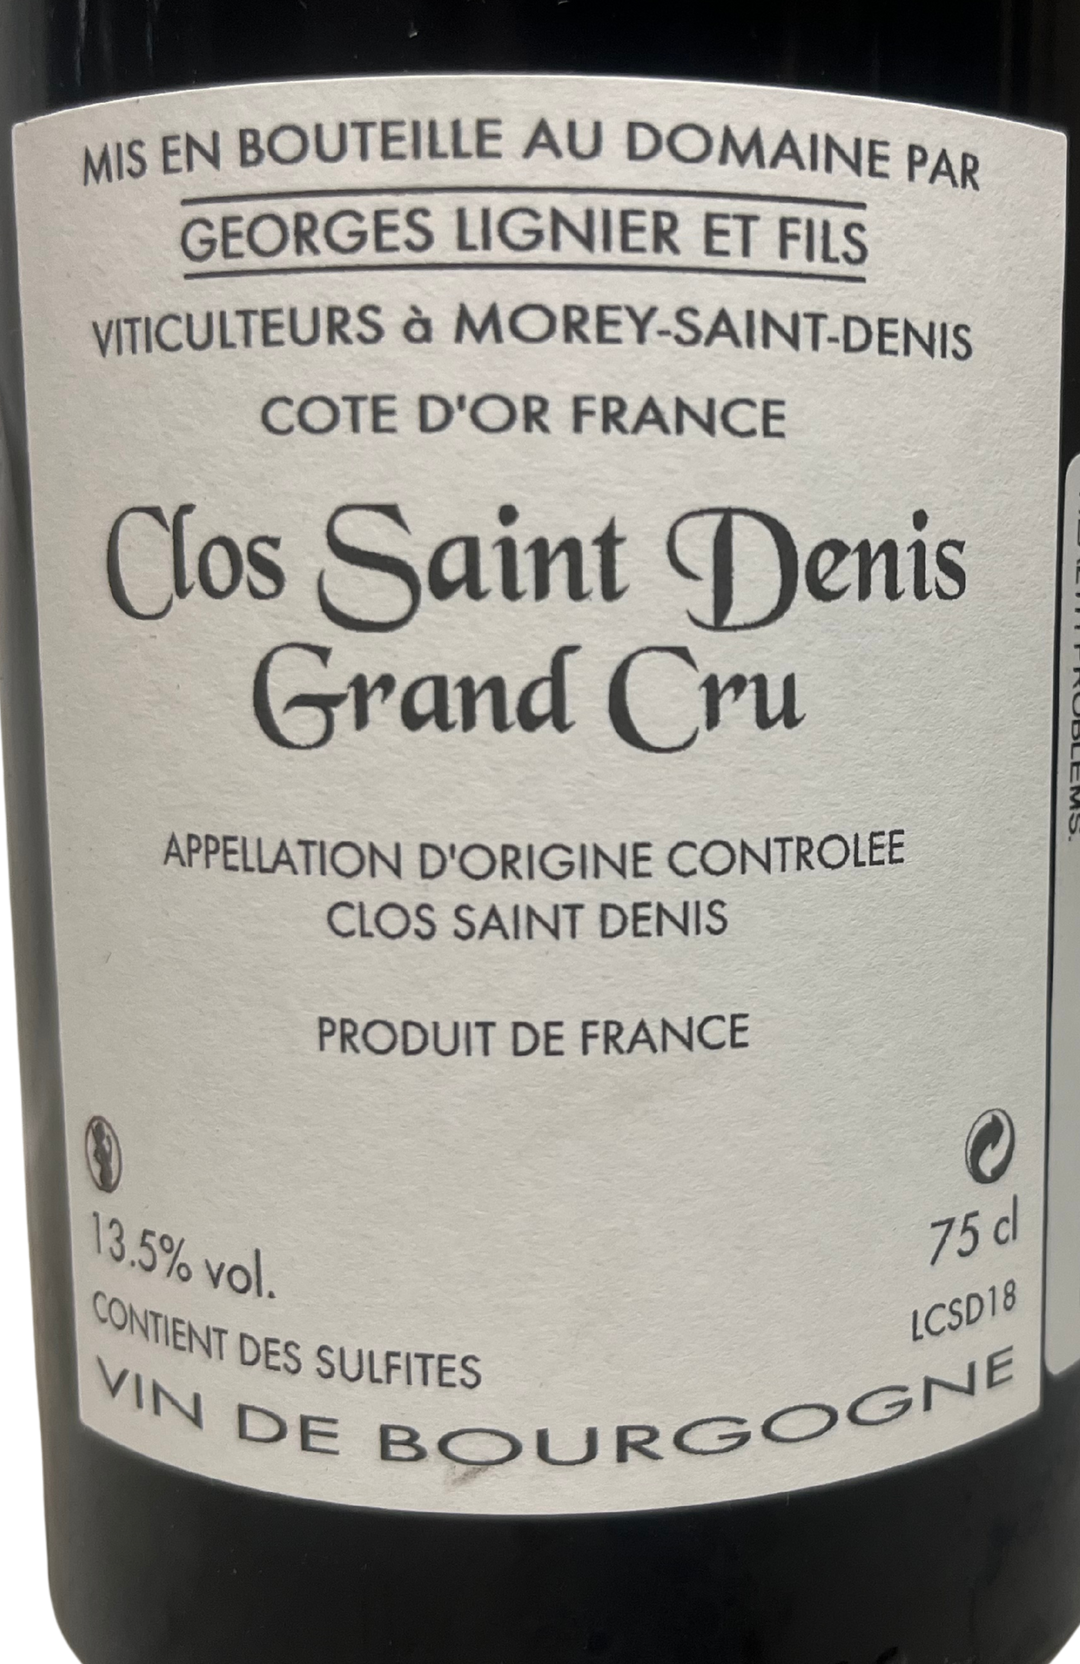 MIS EN BOUTEILLE AU DOMAINE PAR
GEORGES LIGNIER ET FILS
VITICULTEURS à MOREY-SAINT-DENIS
COTE D'OR FRANCE
Clos Saint Denis
Grand Cru
APPELLATION D'ORIGINE CONTROLEE
CLOS SAINT DENIS
PRODUIT DE FRANCE
13.5% vol.
75 cl
CONTIENT DES SULFITES
LCSD18
VIN DE BOURGOGNE
PROBLEMS.